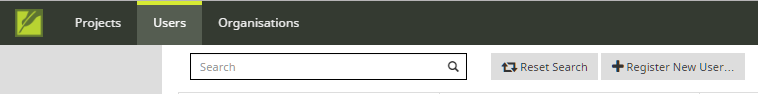 Projects Users Organisations
Search Reset Search Register New User...